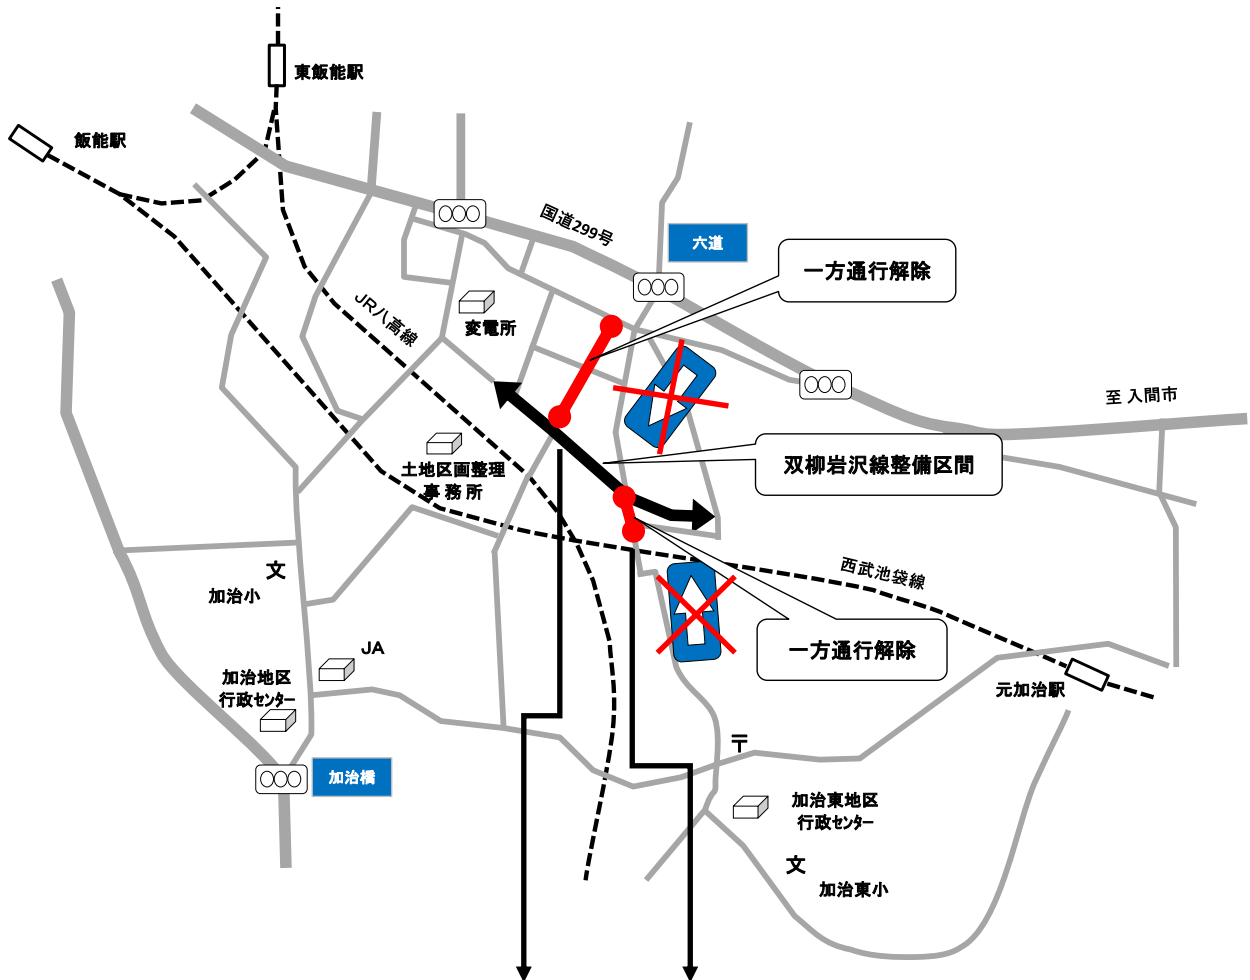 東飯能駅
飯能駅
国道299号
六道
一方通行解除
JR八高線
変電所
至 入間市
双柳岩沢線整備区間
土地区画整理
事務所
西武池袋線
文
加治小
一方通行解除
JA
加治地区
行政センター
元加治駅
〒
加治橋
加治東地区
行政センター
文
加治東小